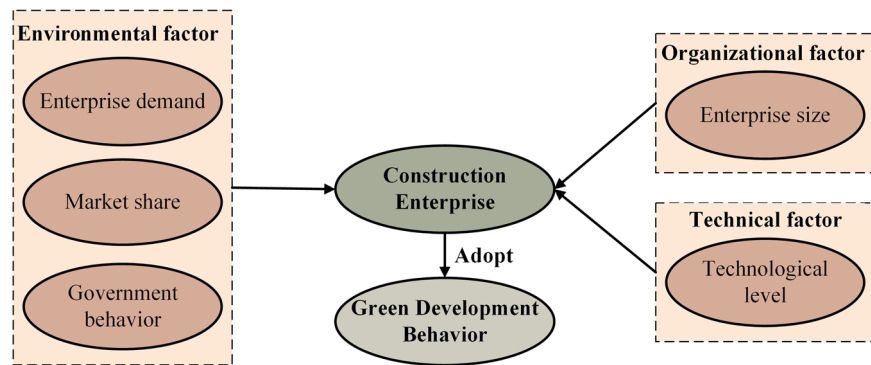 Environmental factor
Enterprise demand
Market share
Government
behavior
Construction
Enterprise
Adopt
Green Development
Behavior
Organizational factor
Enterprise size
Technical factor
Technological
level